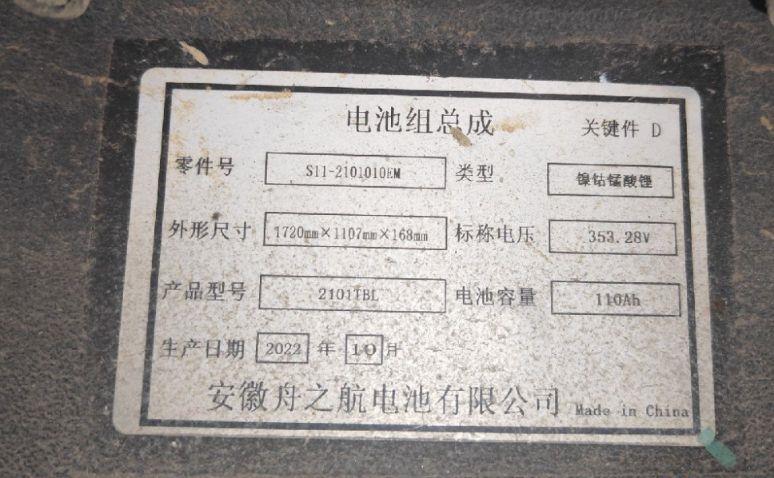 电池组总成 关键件 D
零件号 S11-2101010EM 类型 镍钴锰酸锂
外形尺寸 1720mm×1107mm×168mm 标称电压 353.28V
产品型号 2101TBL 电池容量 110Ah
生产日期 2022 年 10 月
安徽舟之航电池有限公司 Made in China